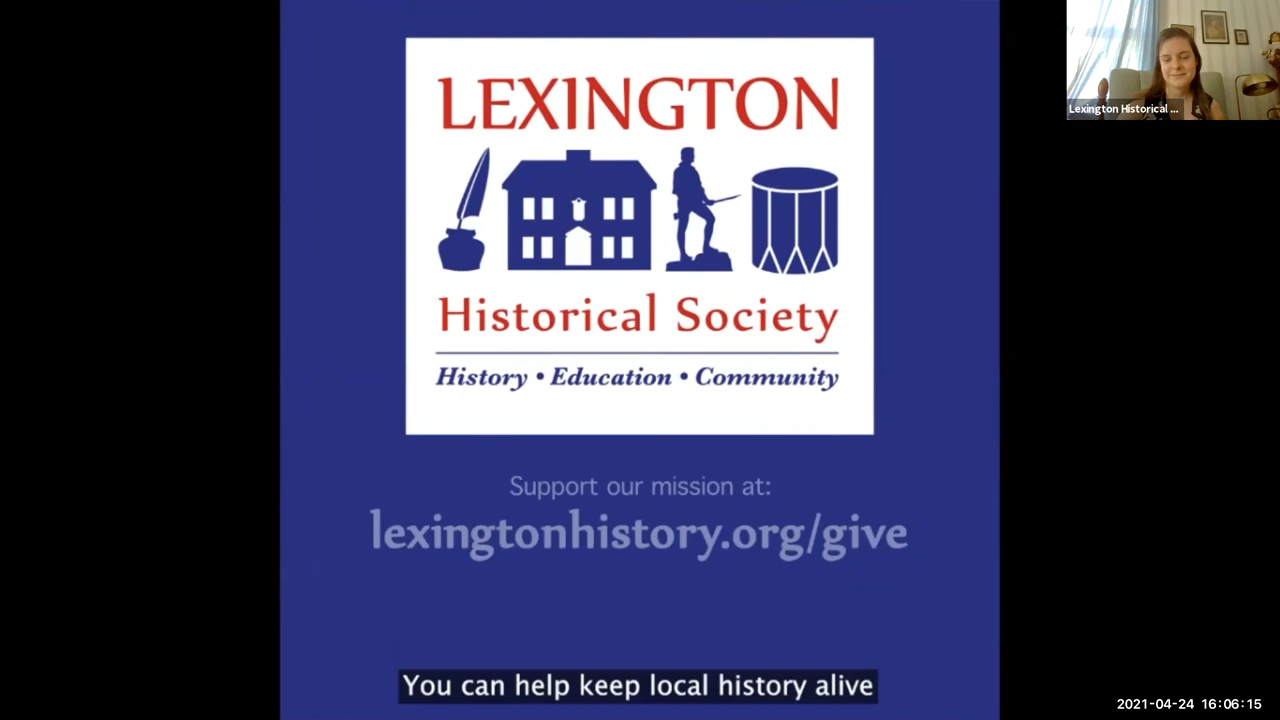 LEXINGTON
Historical Society
History • Education • Community
Support our mission at:
lexingtonhistory.org/give
You can help keep local history alive
Lexington Historical ...
2021-04-24 16:06:15